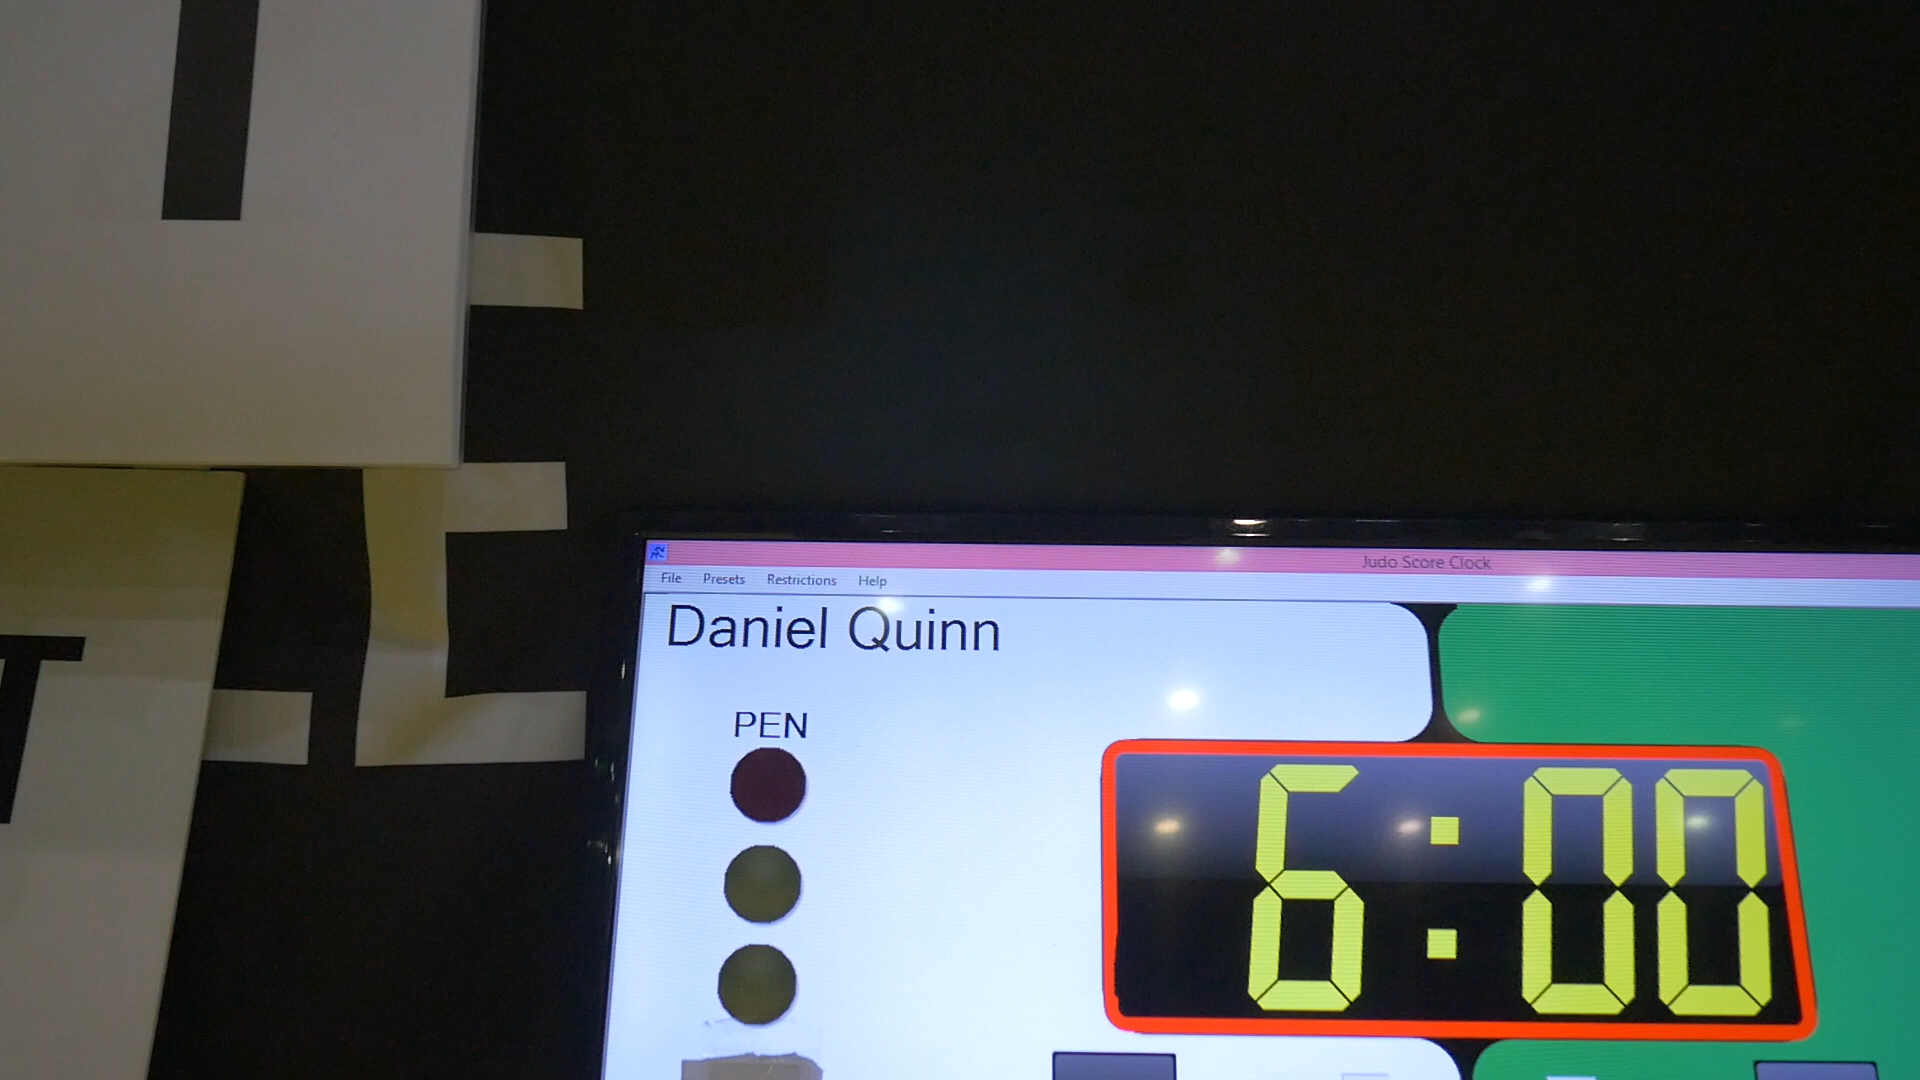 T
Judo Score Clock
File Presets Restrictions Help
Daniel Quinn
PEN
6:00